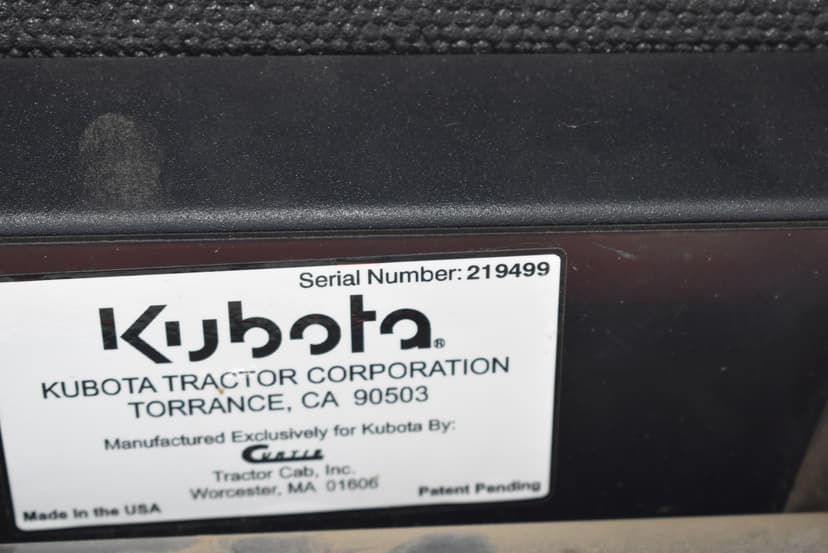 Serial Number: 219499
Kubota®
KUBOTA TRACTOR CORPORATION
TORRANCE, CA 90503
Manufactured Exclusively for Kubota By:
CURTIS
Tractor Cab, Inc.
Worcester, MA 01606
Made in the USA
Patent Pending